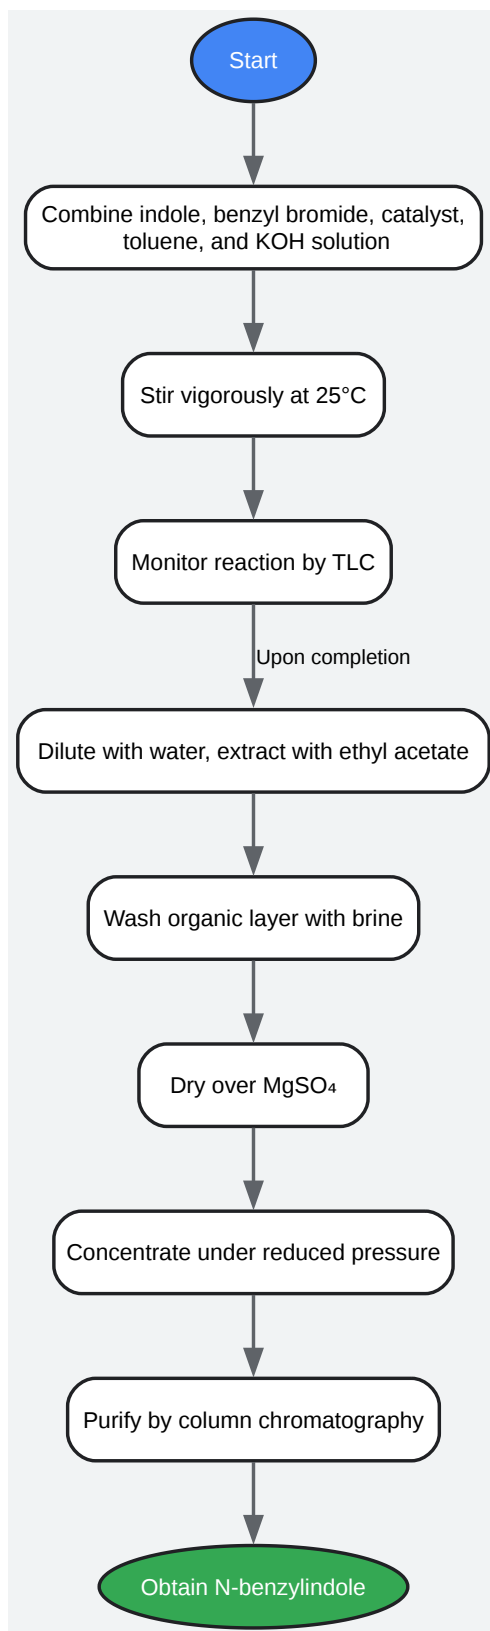 Start
Combine indole, benzyl bromide, catalyst,
toluene, and KOH solution
Stir vigorously at 25°C
Monitor reaction by TLC
Upon completion
Dilute with water, extract with ethyl acetate
Wash organic layer with brine
Dry over MgSO₄
Concentrate under reduced pressure
Purify by column chromatography
Obtain N-benzylindole